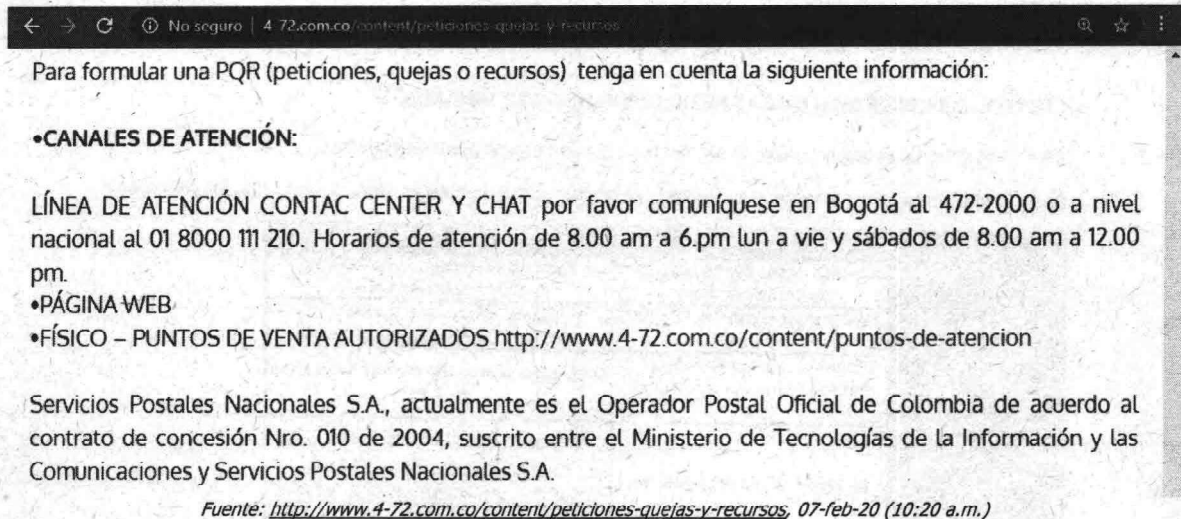 No seguro | 4-72.com.co/content/peticiones-quejas-y-recursos
Para formular una PQR (peticiones, quejas o recursos) tenga en cuenta la siguiente información:
•CANALES DE ATENCIÓN:
LÍNEA DE ATENCIÓN CONTAC CENTER Y CHAT por favor comuníquese en Bogotá al 472-2000 o a nivel
nacional al 01 8000 111 210. Horarios de atención de 8.00 am a 6.pm lun a vie y sábados de 8.00 am a 12.00
pm.
•PÁGINA WEB
•FÍSICO – PUNTOS DE VENTA AUTORIZADOS http://www.4-72.com.co/content/puntos-de-atencion
Servicios Postales Nacionales S.A., actualmente es el Operador Postal Oficial de Colombia de acuerdo al
contrato de concesión Nro. 010 de 2004, suscrito entre el Ministerio de Tecnologías de la Información y las
Comunicaciones y Servicios Postales Nacionales S.A.
Fuente: http://www.4-72.com.co/content/peticiones-quejas-y-recursos, 07-feb-20 (10:20 a.m.)